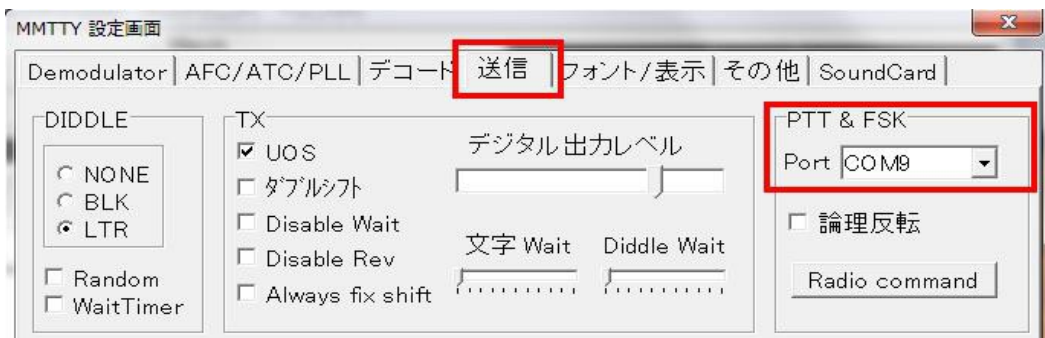 MMTTY 設定画面
Demodulator AFC/ATC/PLL デコード 送信 フォント/表示 その他 SoundCard
DIDDLE
NONE
BLK
LTR
Random
WaitTimer
TX
UOS
ﾀﾞﾌﾞﾙｼﾌﾄ
Disable Wait
Disable Rev
Always fix shift
デジタル出力レベル
文字 Wait Diddle Wait
PTT & FSK
Port COM9
論理反転
Radio command